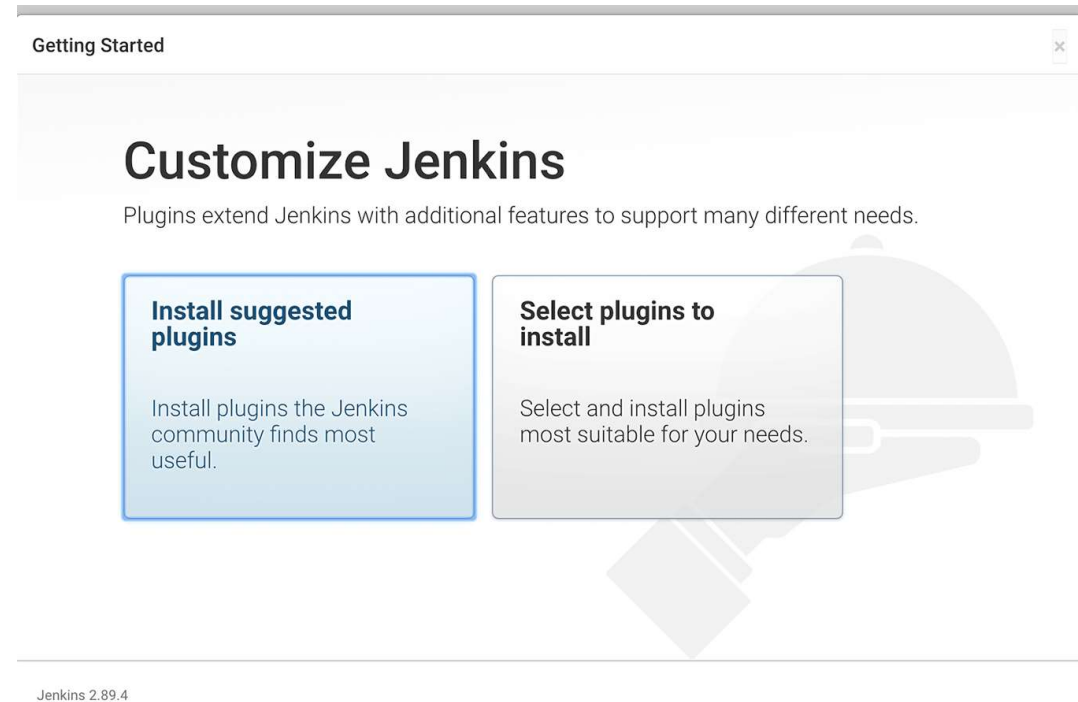 Getting Started
×
Customize Jenkins
Plugins extend Jenkins with additional features to support many different needs.
Install suggested
plugins
Install plugins the Jenkins
community finds most
useful.
Select plugins to
install
Select and install plugins
most suitable for your needs.
Jenkins 2.89.4